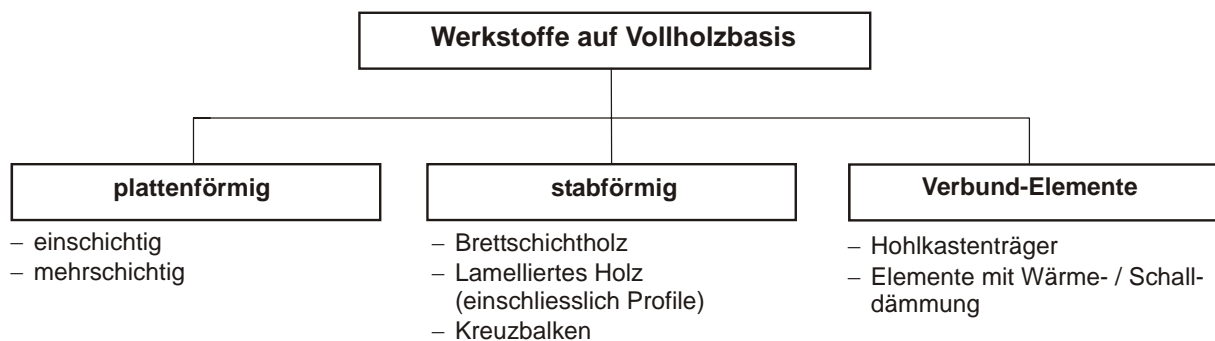 Werkstoffe auf Vollholzbasis
plattenförmig
– einschichtig
– mehrschichtig
stabförmig
– Brettschichtholz
– Lamelliertes Holz
(einschliesslich Profile)
– Kreuzbalken
Verbund-Elemente
– Hohlkastenträger
– Elemente mit Wärme- / Schall-
dämmung